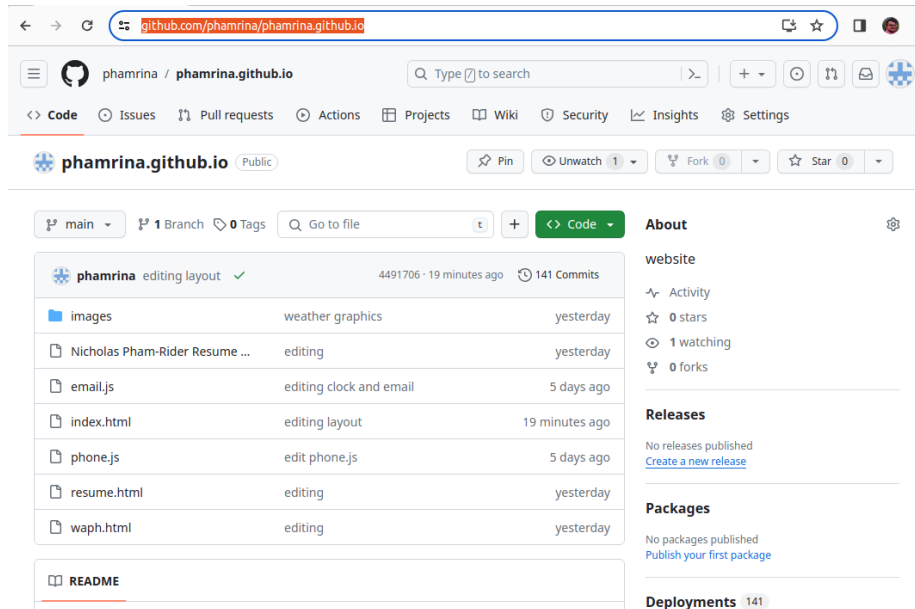 github.com/phamrina/phamrina.github.io
phamrina / phamrina.github.io
Type / to search
Code Issues Pull requests Actions Projects Wiki Security Insights Settings
phamrina.github.io Public
Pin Unwatch 1 Fork 0 Star 0
main 1 Branch 0 Tags Go to file t + Code
phamrina editing layout 4491706 · 19 minutes ago 141 Commits
images weather graphics yesterday
Nicholas Pham-Rider Resume ... editing yesterday
email.js editing clock and email 5 days ago
index.html editing layout 19 minutes ago
phone.js edit phone.js 5 days ago
resume.html editing yesterday
waph.html editing yesterday
README
About
website
Activity
0 stars
1 watching
0 forks
Releases
No releases published
Create a new release
Packages
No packages published
Publish your first package
Deployments 141